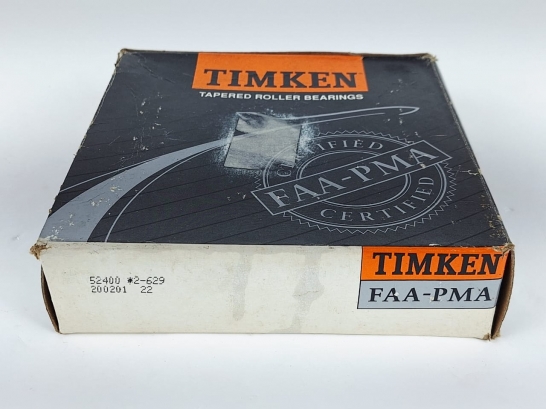 TIMKEN
TAPERED ROLLER BEARINGS
CERTIFIED
FAA-PMA
CERTIFIED
TIMKEN
FAA-PMA
52400 *2-629
200201 22